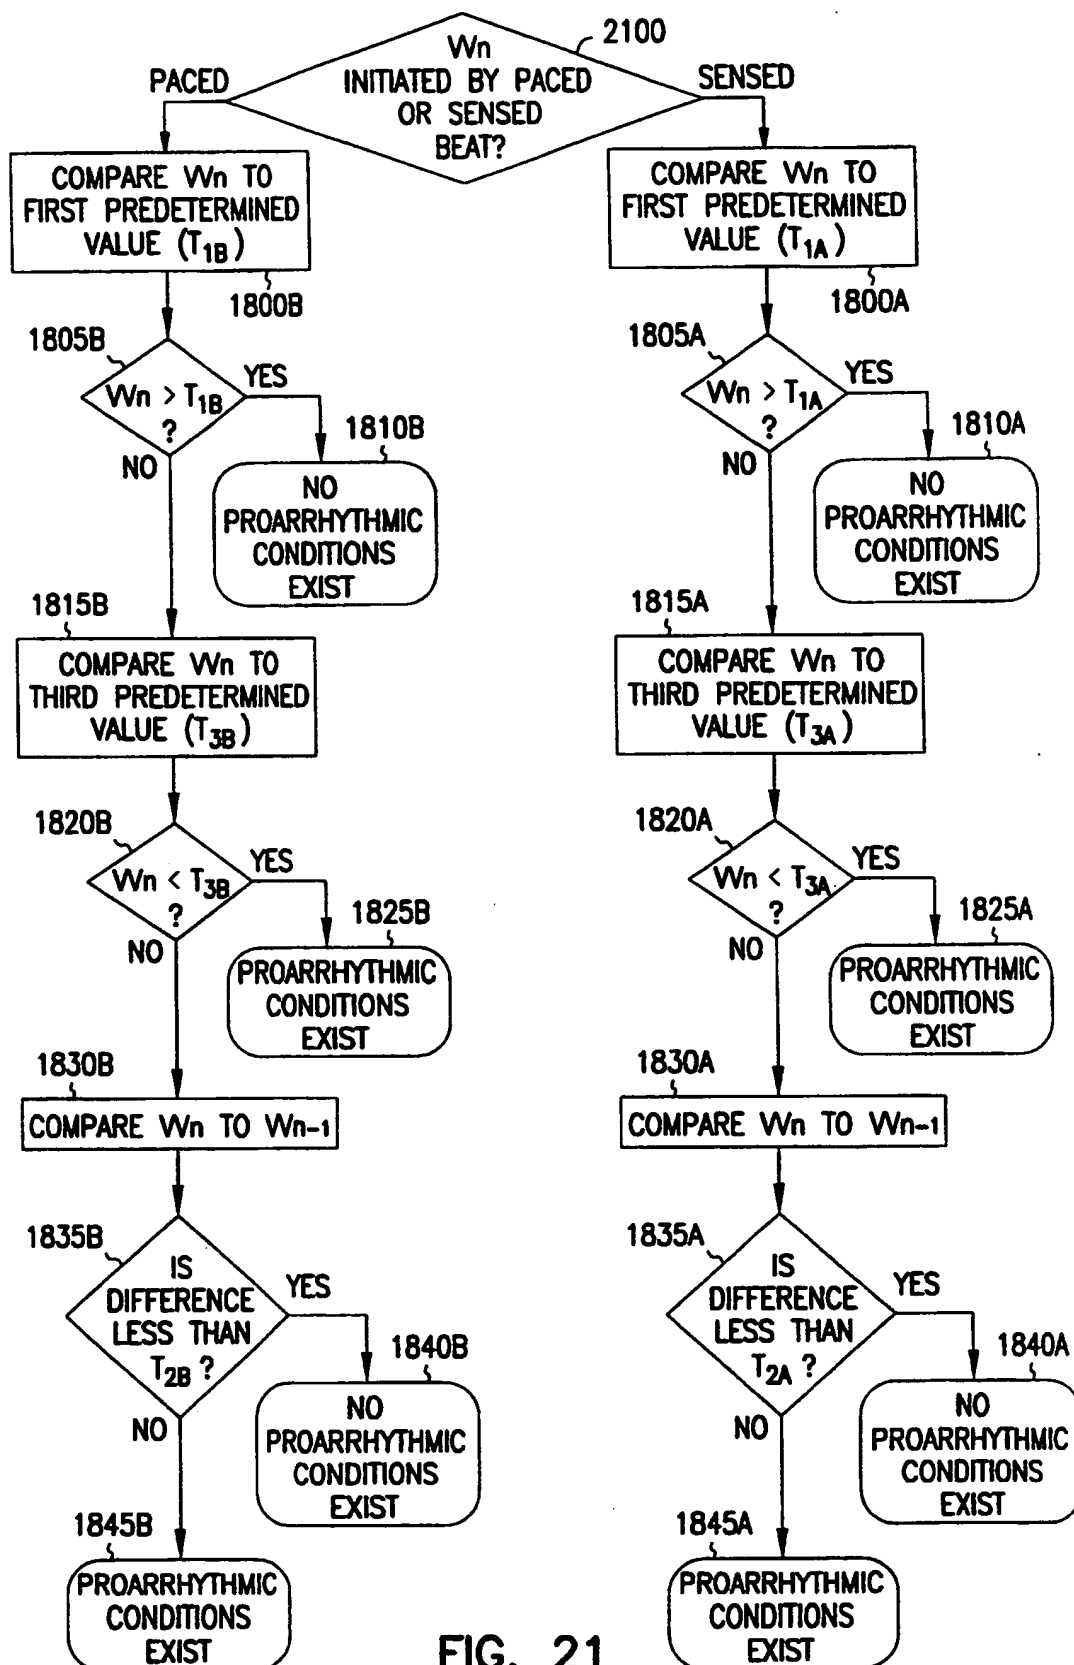 2100
Wn
INITIATED BY PACED
OR SENSED
BEAT?
PACED
SENSED
COMPARE Wn TO
FIRST PREDETERMINED
VALUE (T1B)
1800B
1805B
Wn > T1B
?
YES
NO
1810B
NO
PROARRHYTHMIC
CONDITIONS
EXIST
1815B
COMPARE Wn TO
THIRD PREDETERMINED
VALUE (T3B)
1820B
Wn < T3B
?
YES
NO
1825B
PROARRHYTHMIC
CONDITIONS
EXIST
1830B
COMPARE Wn TO Wn-1
1835B
IS
DIFFERENCE
LESS THAN
T2B ?
YES
NO
1840B
NO
PROARRHYTHMIC
CONDITIONS
EXIST
1845B
PROARRHYTHMIC
CONDITIONS
EXIST
COMPARE Wn TO
FIRST PREDETERMINED
VALUE (T1A)
1800A
1805A
Wn > T1A
?
YES
NO
1810A
NO
PROARRHYTHMIC
CONDITIONS
EXIST
1815A
COMPARE Wn TO
THIRD PREDETERMINED
VALUE (T3A)
1820A
Wn < T3A
?
YES
NO
1825A
PROARRHYTHMIC
CONDITIONS
EXIST
1830A
COMPARE Wn TO Wn-1
1835A
IS
DIFFERENCE
LESS THAN
T2A ?
YES
NO
1840A
NO
PROARRHYTHMIC
CONDITIONS
EXIST
1845A
PROARRHYTHMIC
CONDITIONS
EXIST
FIG. 21